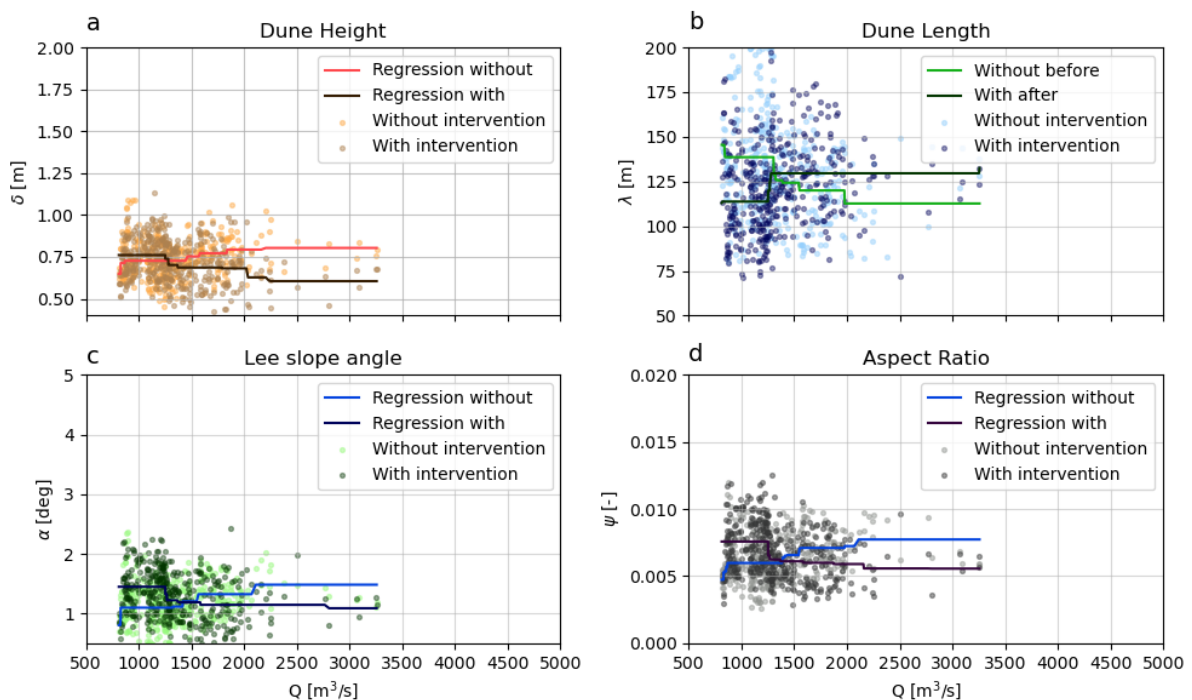 a
Dune Height
2.00
1.75
1.50
1.25
1.00
0.75
0.50
δ [m]
Regression without
Regression with
Without intervention
With intervention
b
Dune Length
200
175
150
125
100
75
50
λ [m]
Without before
With after
Without intervention
With intervention
c
Lee slope angle
5
4
3
2
1
α [deg]
Regression without
Regression with
Without intervention
With intervention
500 1000 1500 2000 2500 3000 3500 4000 4500 5000
Q [m³/s]
d
Aspect Ratio
0.020
0.015
0.010
0.005
0.000
ψ [-]
Regression without
Regression with
Without intervention
With intervention
500 1000 1500 2000 2500 3000 3500 4000 4500 5000
Q [m³/s]